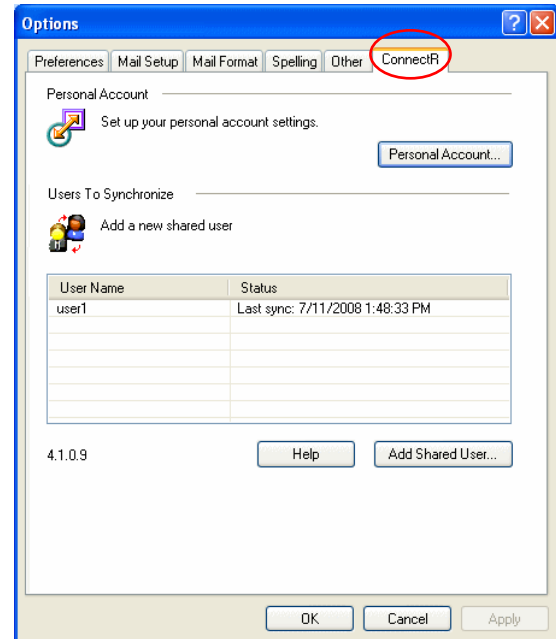 Options
Preferences Mail Setup Mail Format Spelling Other ConnectR
Personal Account
Set up your personal account settings.
Personal Account...
Users To Synchronize
Add a new shared user
User Name Status
user1 Last sync: 7/11/2008 1:48:33 PM
4.1.0.9 Help Add Shared User...
OK Cancel Apply